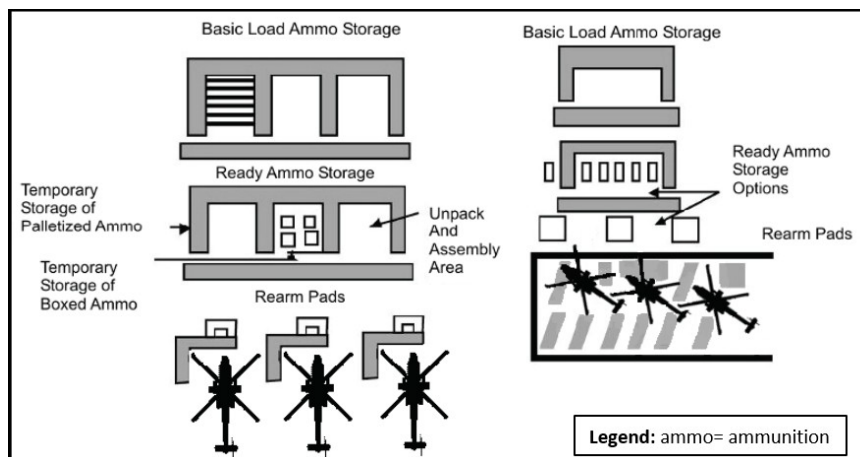 Basic Load Ammo Storage
Ready Ammo Storage
Temporary
Storage of
Palletized Ammo
Unpack
And
Assembly
Area
Temporary
Storage of
Boxed Ammo
Rearm Pads
Basic Load Ammo Storage
Ready Ammo
Storage
Options
Rearm Pads
Legend: ammo= ammunition